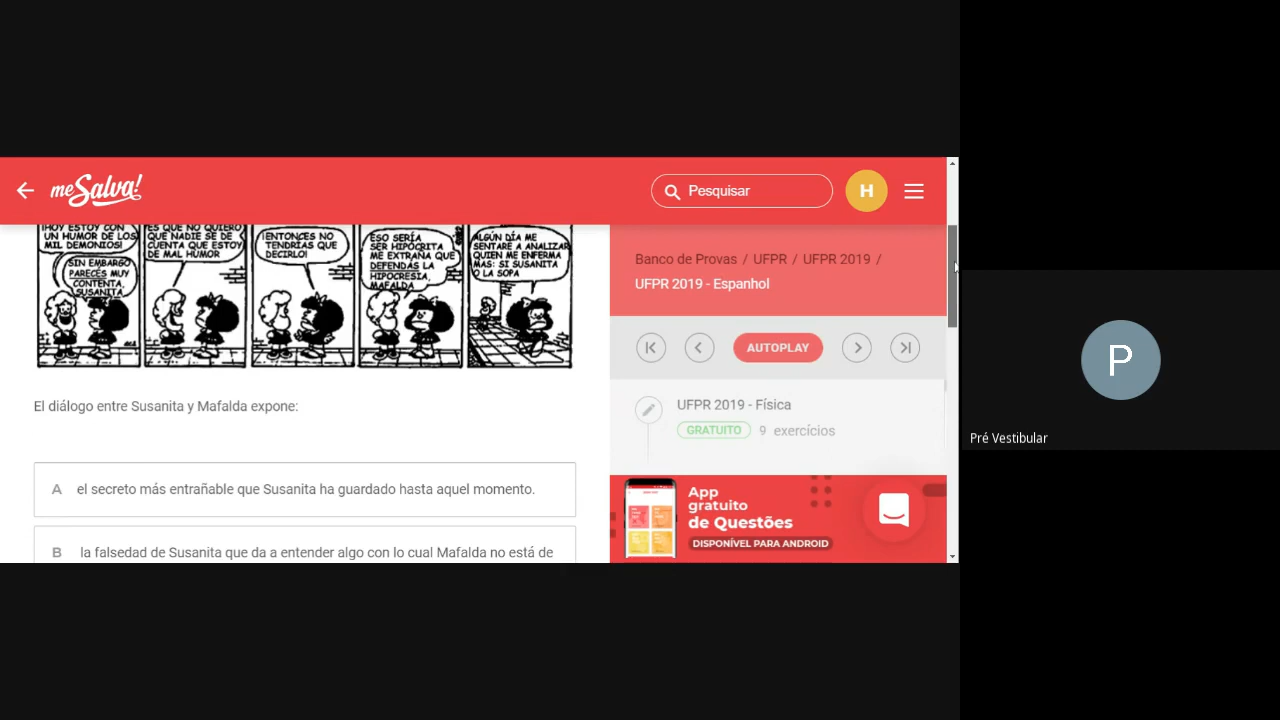 me Salva!
Pesquisar
H
¡HOY ESTOY CON
UN HUMOR DE LOS
MIL DEMONIOS!
SIN EMBARGO
PARECÉS MUY
CONTENTA,
SUSANITA
ES QUE NO QUIERO
QUE NADIE SE DE
CUENTA QUE ESTOY
DE MAL HUMOR
¡ENTONCES NO
TENDRÍAS QUE
DECIRLO!
ESO SERÍA
SER HIPÓCRITA
ME EXTRAÑA QUE
DEFENDÁS LA
HIPOCRESÍA,
MAFALDA
ALGÚN DÍA ME
SENTARÉ A ANALIZAR
QUIEN ME ENFERMA
MÁS: SI SUSANITA
O LA SOPA
El diálogo entre Susanita y Mafalda expone:
A el secreto más entrañable que Susanita ha guardado hasta aquel momento.
B la falsedad de Susanita que da a entender algo con lo cual Mafalda no está de
Banco de Provas / UFPR / UFPR 2019 /
UFPR 2019 - Espanhol
AUTOPLAY
UFPR 2019 - Física
GRATUITO 9 exercícios
App
gratuito
de Questões
DISPONÍVEL PARA ANDROID
P
Pré Vestibular